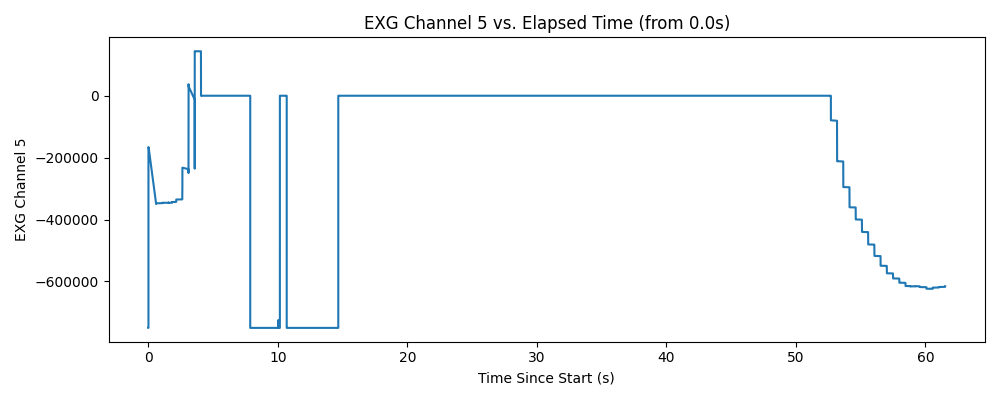 EXG Channel 5 vs. Elapsed Time (from 0.0s)
EXG Channel 5
0
−200000
−400000
−600000
0 10 20 30 40 50 60
Time Since Start (s)